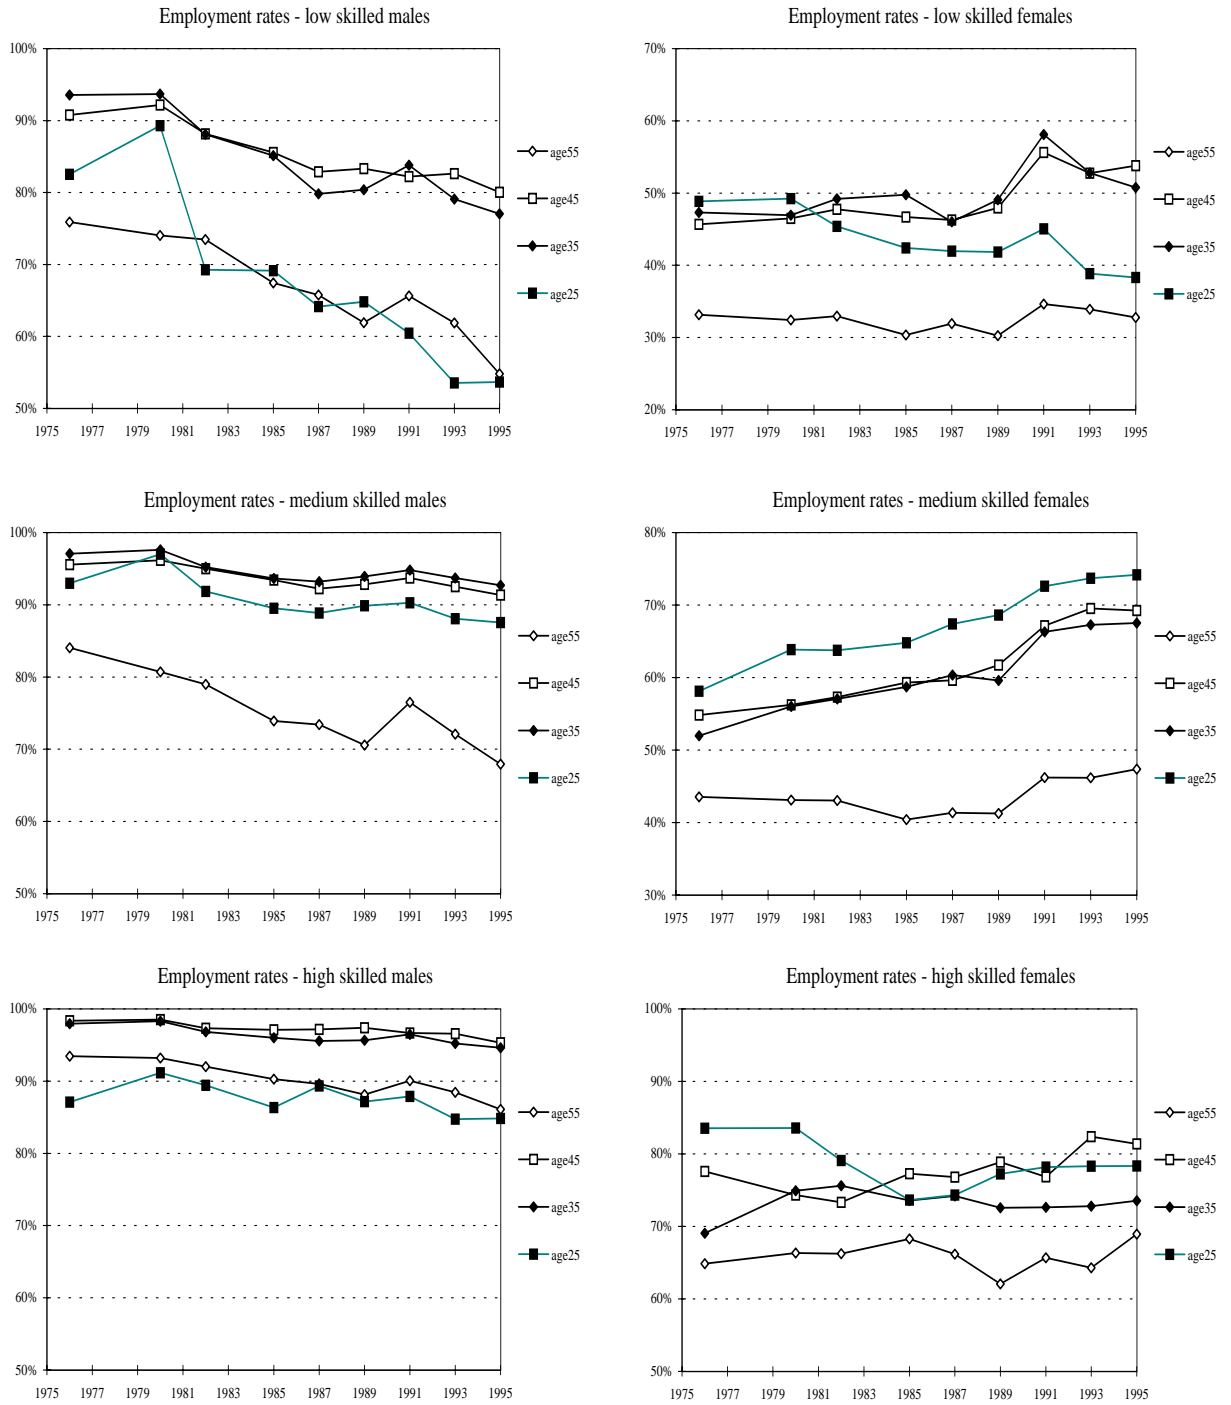 Employment rates - low skilled males
100%
90%
80%
70%
60%
50%
1975 1977 1979 1981 1983 1985 1987 1989 1991 1993 1995
age55
age45
age35
age25
Employment rates - low skilled females
70%
60%
50%
40%
30%
20%
1975 1977 1979 1981 1983 1985 1987 1989 1991 1993 1995
age55
age45
age35
age25
Employment rates - medium skilled males
100%
90%
80%
70%
60%
50%
1975 1977 1979 1981 1983 1985 1987 1989 1991 1993 1995
age55
age45
age35
age25
Employment rates - medium skilled females
80%
70%
60%
50%
40%
30%
1975 1977 1979 1981 1983 1985 1987 1989 1991 1993 1995
age55
age45
age35
age25
Employment rates - high skilled males
100%
90%
80%
70%
60%
50%
1975 1977 1979 1981 1983 1985 1987 1989 1991 1993 1995
age55
age45
age35
age25
Employment rates - high skilled females
100%
90%
80%
70%
60%
50%
1975 1977 1979 1981 1983 1985 1987 1989 1991 1993 1995
age55
age45
age35
age25